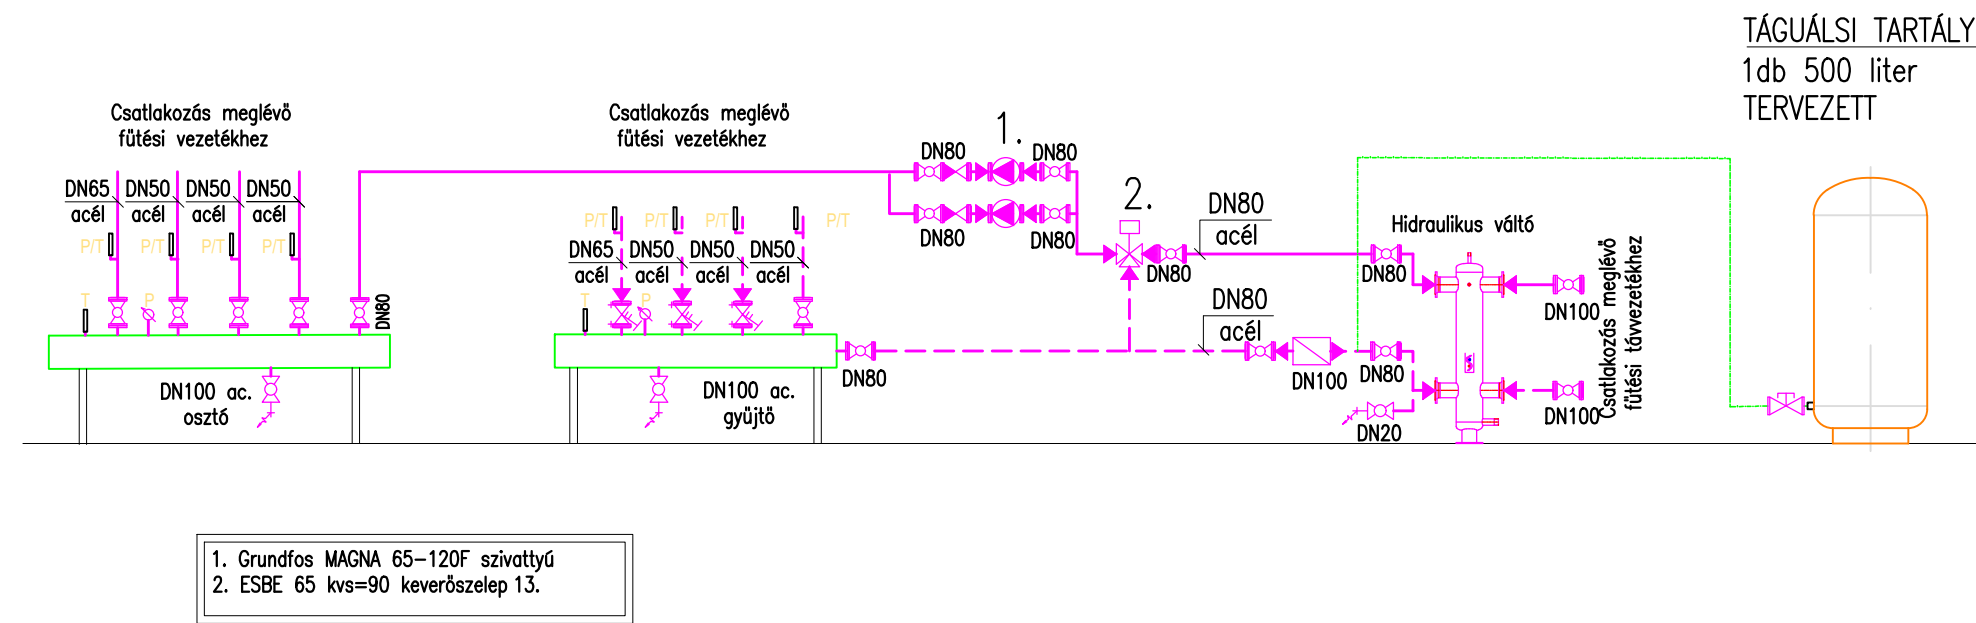 TÁGUÁLSI TARTÁLY
1db 500 liter
TERVEZETT
Csatlakozás meglévő
fűtési vezetékhez
Csatlakozás meglévő
fűtési vezetékhez
1.
DN80
DN80
DN65
DN50
DN50
DN50
acél
acél
acél
acél
2.
DN80
acél
P/T
P/T
P/T
P/T
DN80
DN80
Hidraulikus váltó
P/T
P/T
P/T
P/T
DN65
DN50
DN50
DN50
acél
acél
acél
acél
DN80
DN80
Csatlakozás meglévő
fűtési távvezetékhez
T
P
DN80
T
P
DN80
acél
DN100
DN80
DN100
DN80
DN100
DN100 ac.
osztó
DN100 ac.
gyűjtő
DN20
1. Grundfos MAGNA 65-120F szivattyú
2. ESBE 65 kvs=90 keverőszelep 13.